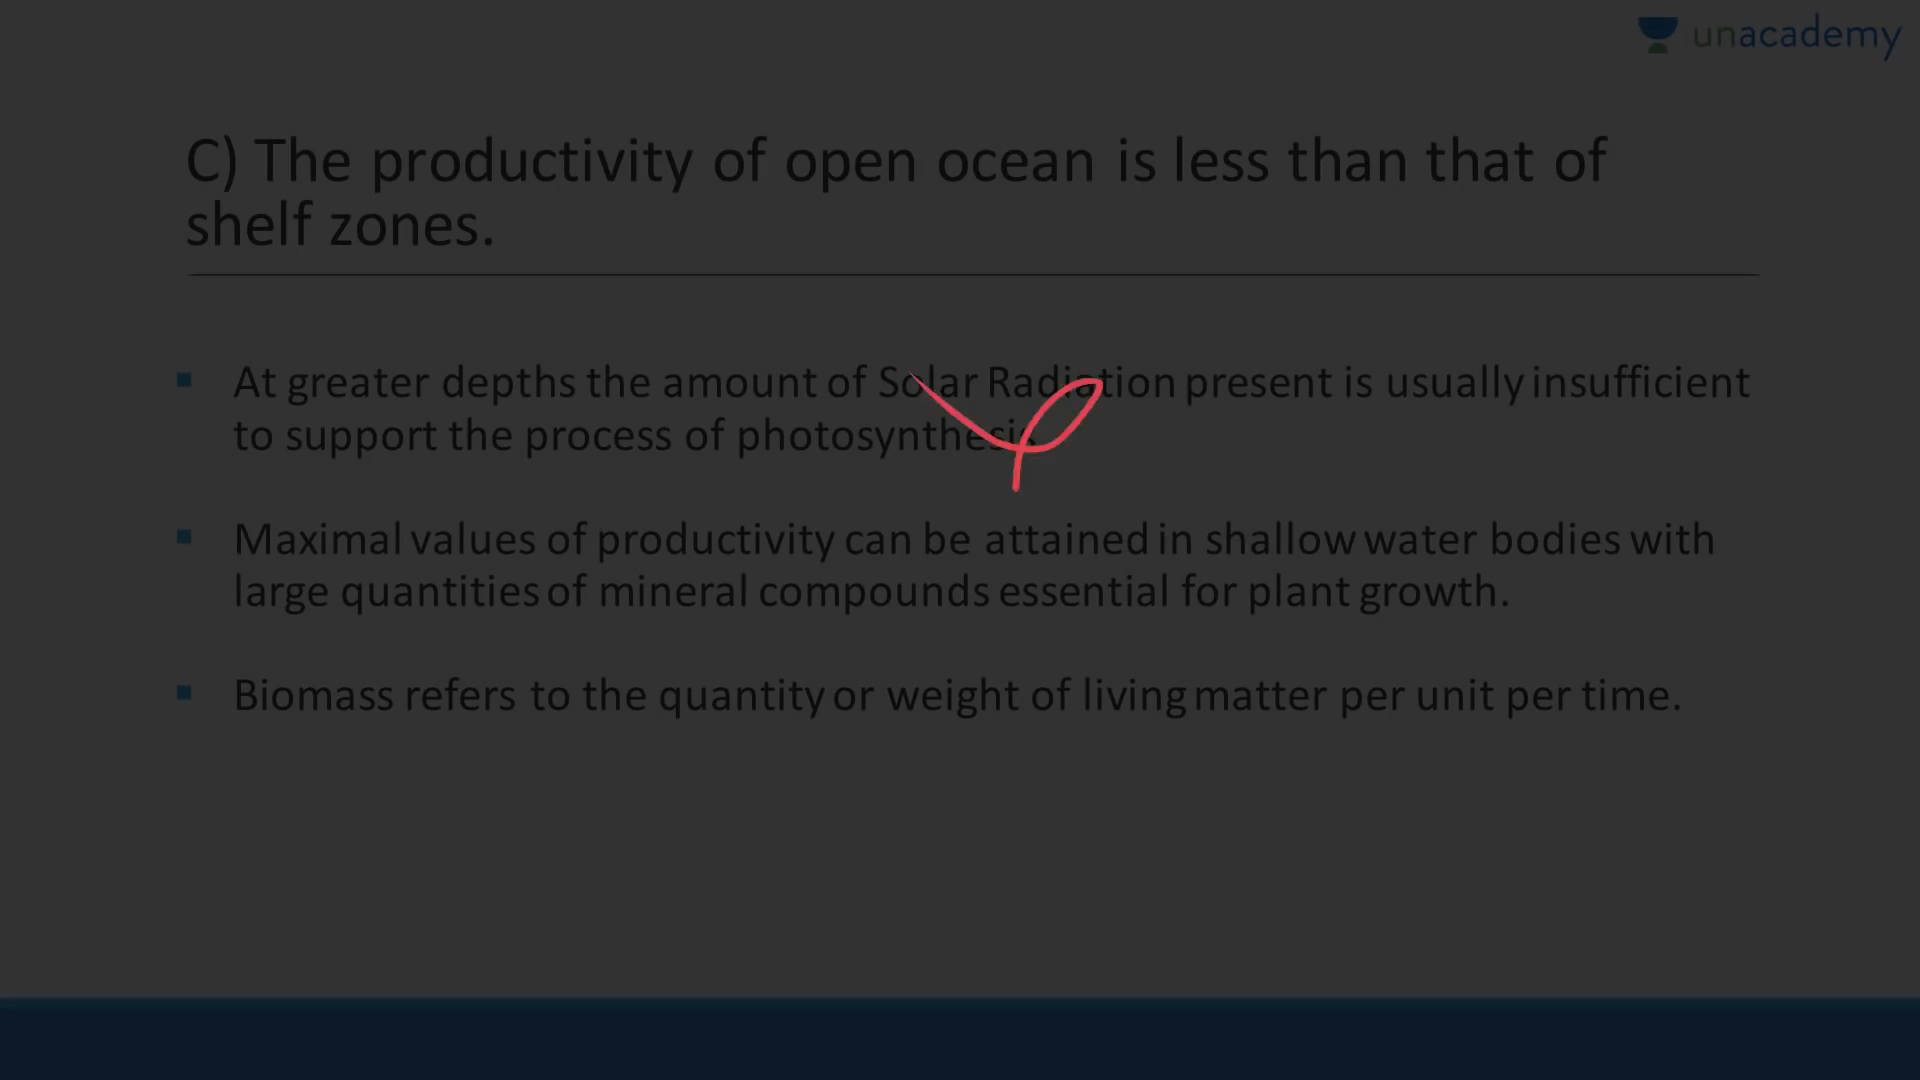 unacademy
C) The productivity of open ocean is less than that of
shelf zones.
At greater depths the amount of Solar Radiation present is usually insufficient
to support the process of photosynthesis
Maximal values of productivity can be attained in shallow water bodies with
large quantities of mineral compounds essential for plant growth.
Biomass refers to the quantity or weight of living matter per unit per time.